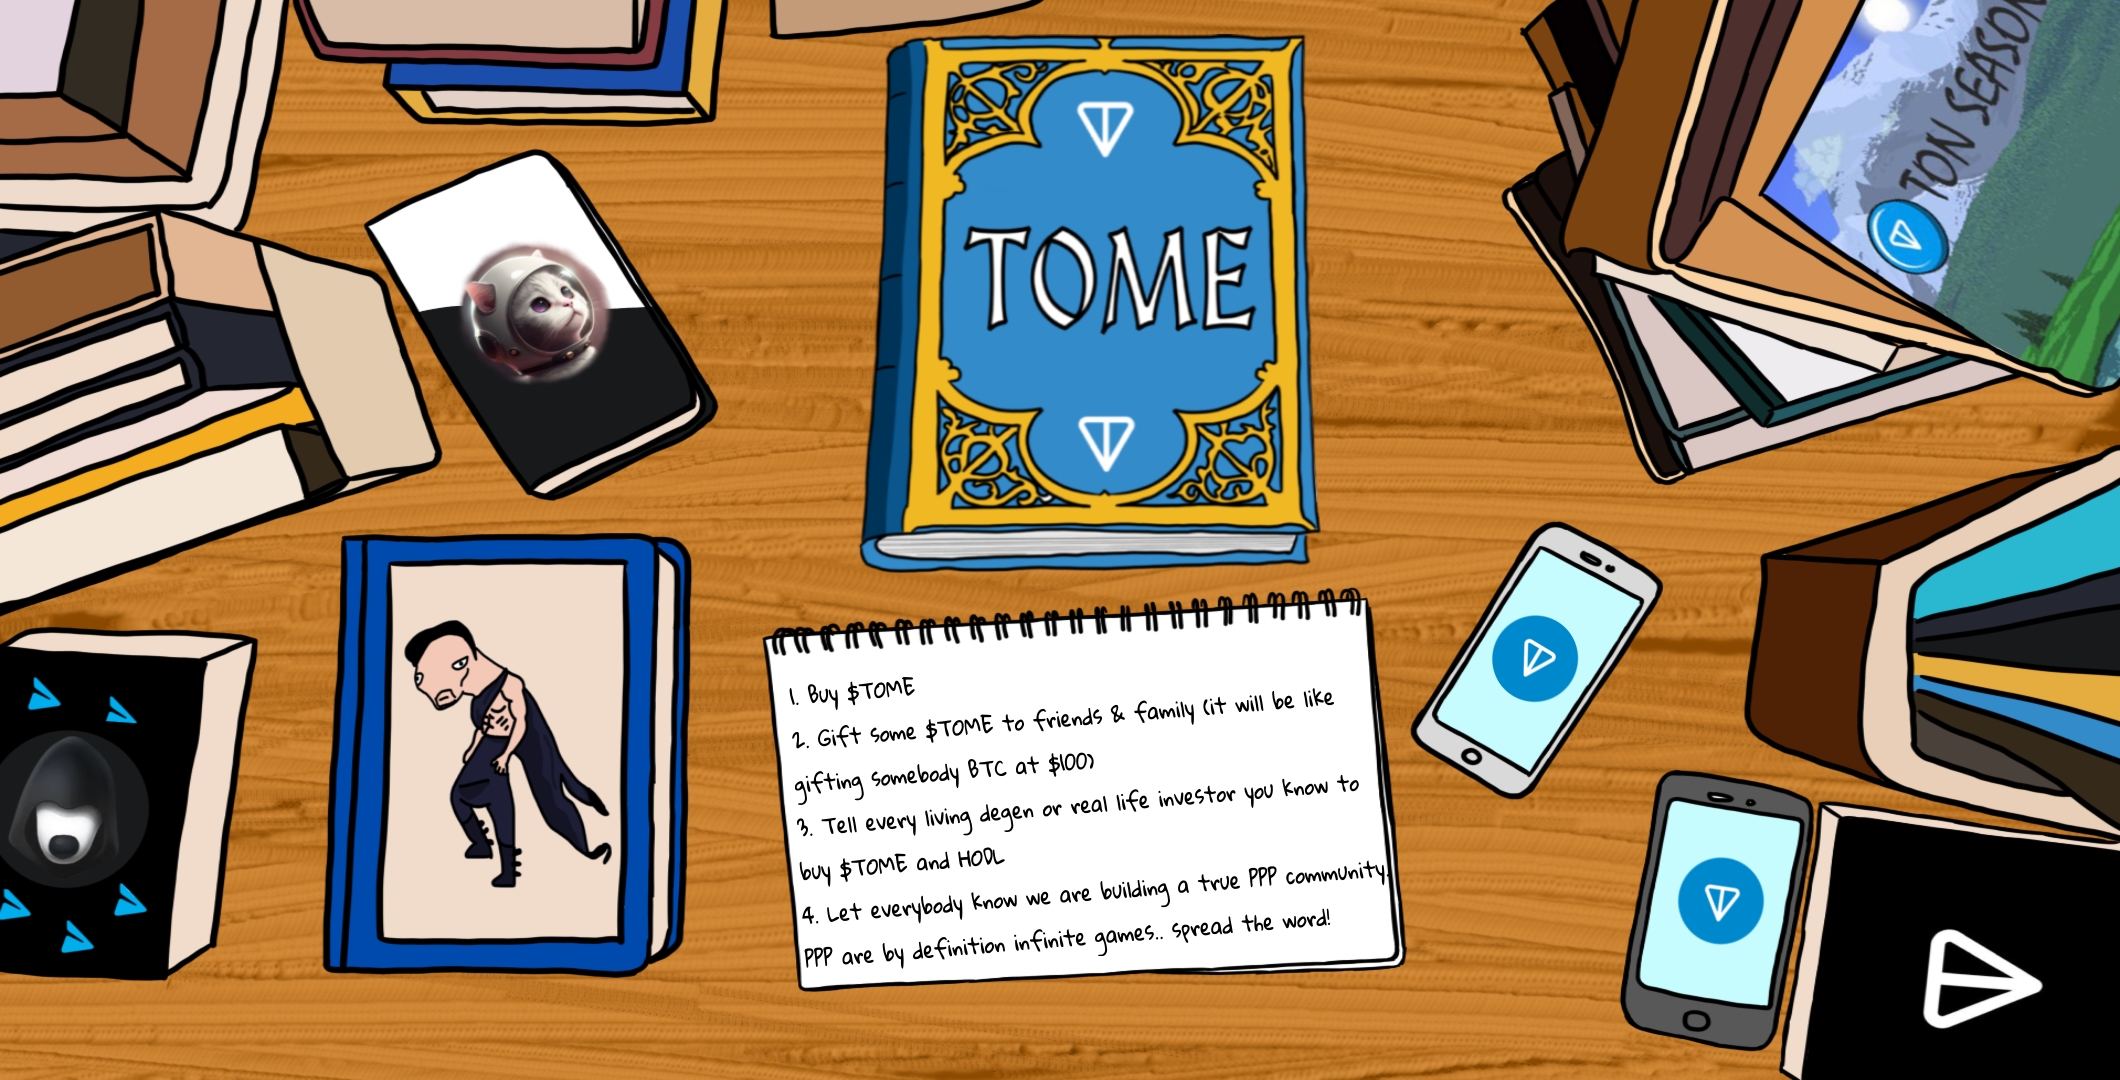 TOME
TON SEASON
1. Buy $TOME
2. Gift some $TOME to friends & family (it will be like
gifting somebody BTC at $100)
3. Tell every living degen or real life investor you know to
buy $TOME and HODL
4. Let everybody know we are building a true PPP community.
PPP are by definition infinite games.. spread the word!